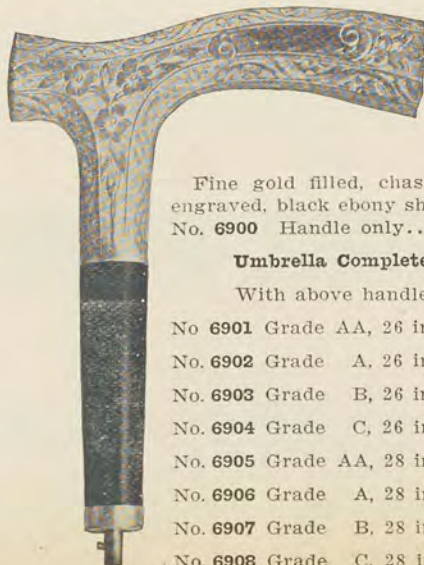 Fine gold filled, chas
engraved, black ebony sh
No. 6900 Handle only..
Umbrella Complete
With above handle
No 6901 Grade AA, 26 in
No. 6902 Grade A, 26 in
No. 6903 Grade B, 26 in
No. 6904 Grade C, 26 in
No. 6905 Grade AA, 28 in
No. 6906 Grade A, 28 in
No. 6907 Grade B, 28 in
No. 6908 Grade C, 28 in